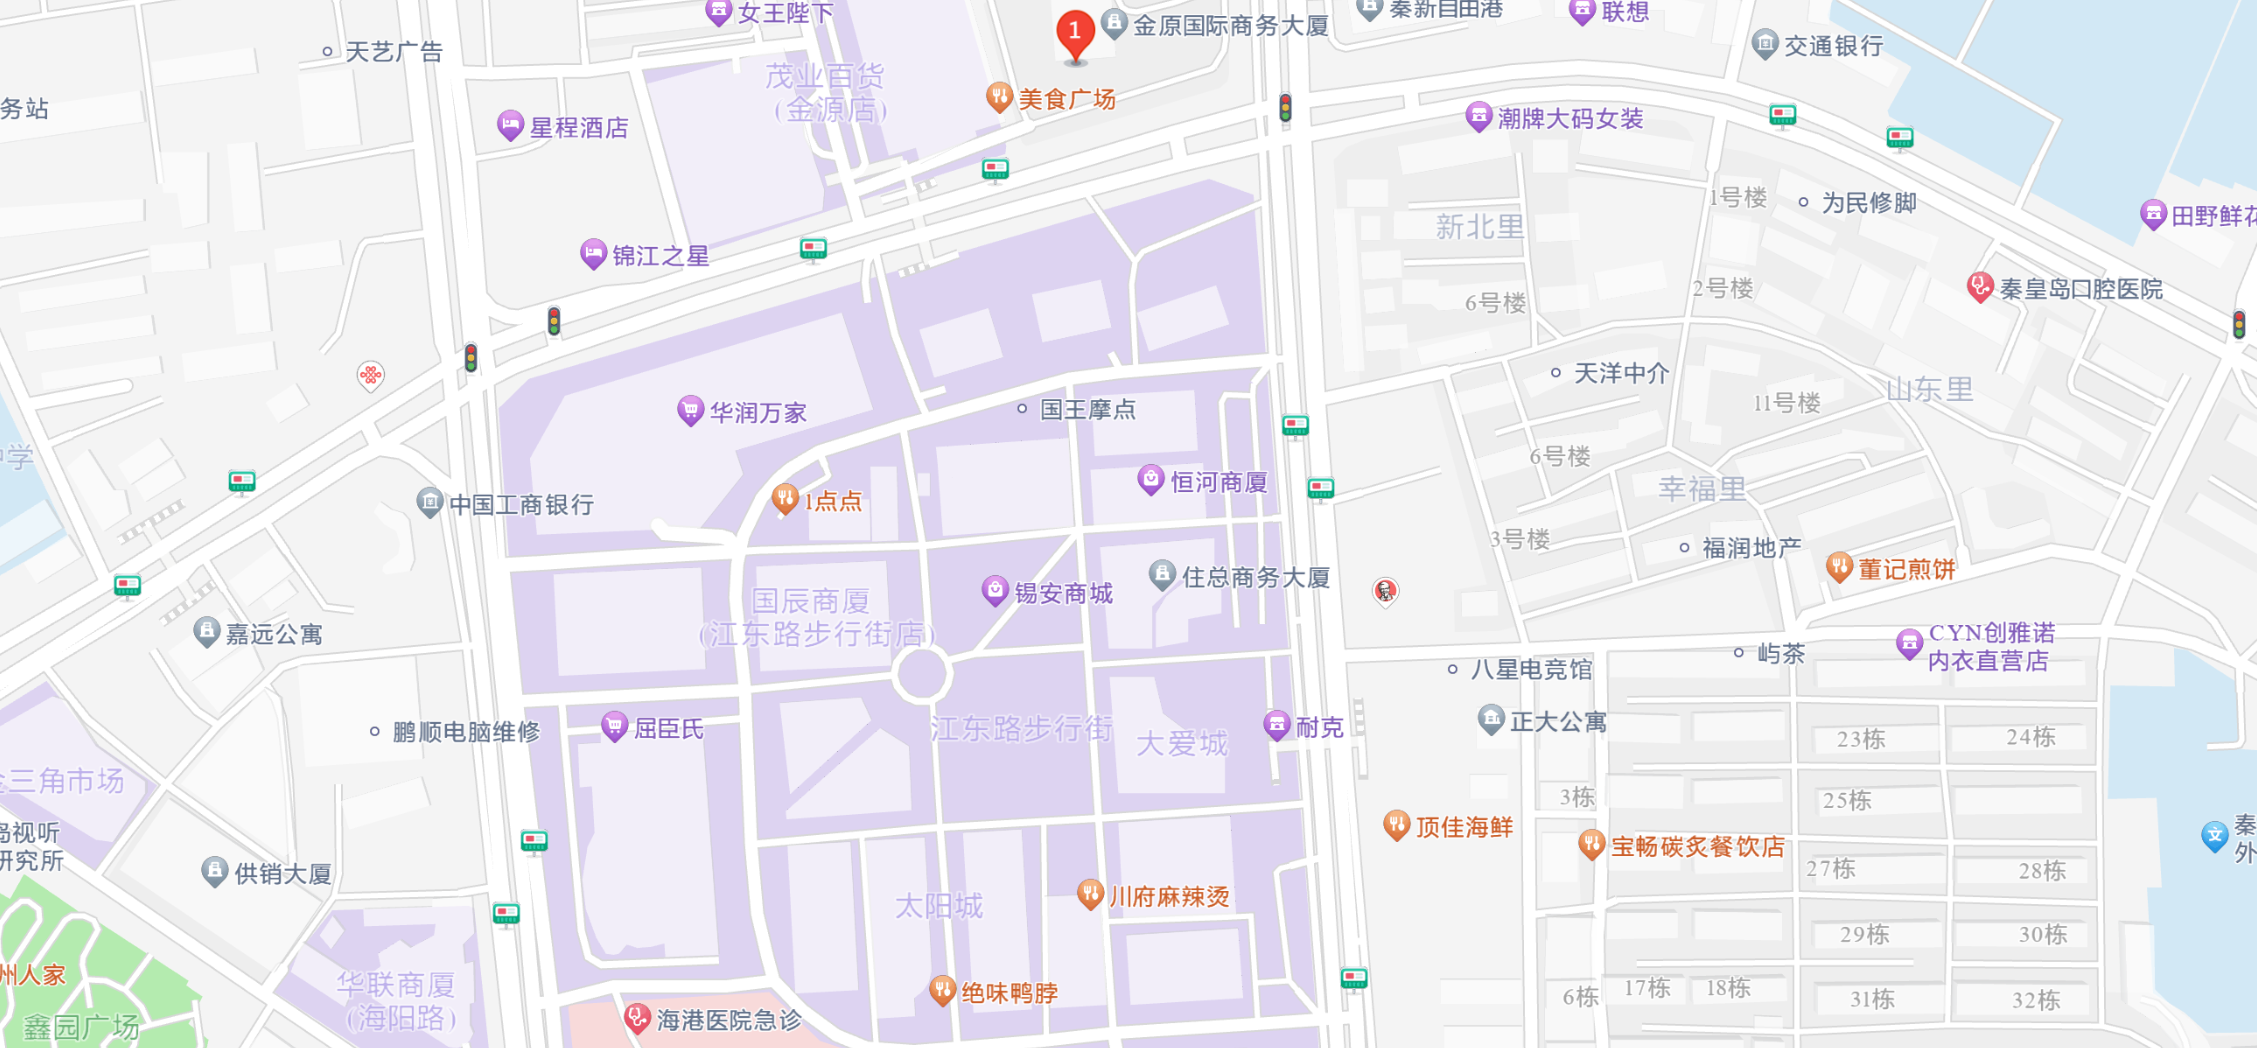 女王陛下
1
金原国际商务大厦
秦新自由港
联想
天艺广告
交通银行
茂业百货
(金源店)
务站
美食广场
潮牌大码女装
星程酒店
1号楼
为民修脚
田野鲜花
新北里
锦江之星
6号楼
2号楼
秦皇岛口腔医院
天洋中介
山东里
11号楼
华润万家
国王摩点
中学
6号楼
恒河商厦
幸福里
中国工商银行
1点点
3号楼
福润地产
董记煎饼
锡安商城
住总商务大厦
国辰商厦
(江东路步行街店)
嘉远公寓
CYN创雅诺
内衣直营店
屿茶
八星电竞馆
鹏顺电脑维修
屈臣氏
江东路步行街
大爱城
耐克
正大公寓
23栋
24栋
金三角市场
3栋
25栋
岛视听
研究所
顶佳海鲜
宝畅碳炙餐饮店
秦
外
供销大厦
27栋
28栋
太阳城
川府麻辣烫
29栋
30栋
州人家
华联商厦
(海阳路)
绝味鸭脖
6栋
17栋
18栋
31栋
32栋
鑫园广场
海港医院急诊